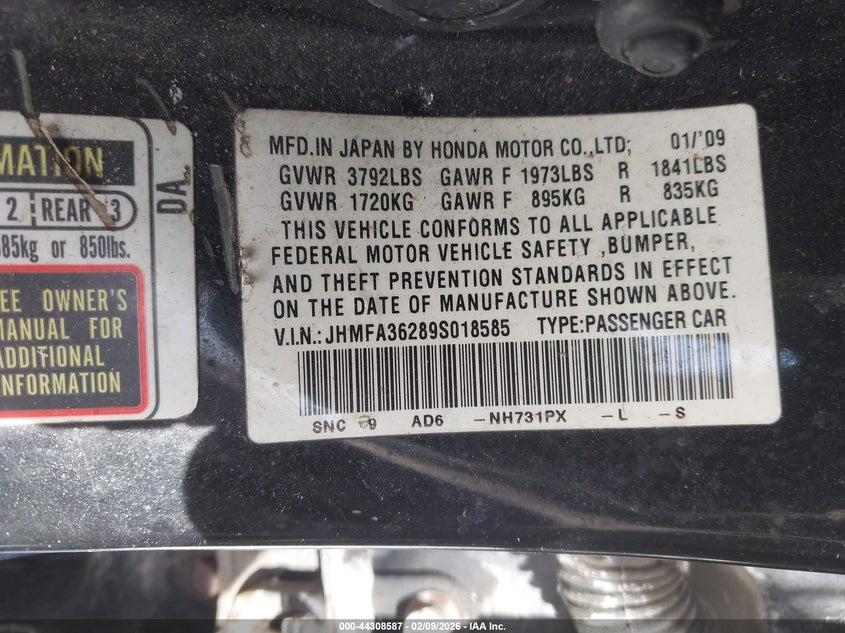 MATION
2 REAR 3
385kg or 850lbs.
EE OWNER'S
MANUAL FOR
ADDITIONAL
INFORMATION
DA
MFD.IN JAPAN BY HONDA MOTOR CO.,LTD; 01/'09
GVWR 3792LBS GAWR F 1973LBS R 1841LBS
GVWR 1720KG GAWR F 895KG R 835KG
THIS VEHICLE CONFORMS TO ALL APPLICABLE
FEDERAL MOTOR VEHICLE SAFETY ,BUMPER,
AND THEFT PREVENTION STANDARDS IN EFFECT
ON THE DATE OF MANUFACTURE SHOWN ABOVE.
V.I.N.: JHMFA36289S018585 TYPE:PASSENGER CAR
SNC 9 AD6 -NH731PX -L -S
000-44308587 - 02/09/2026 - IAA Inc.